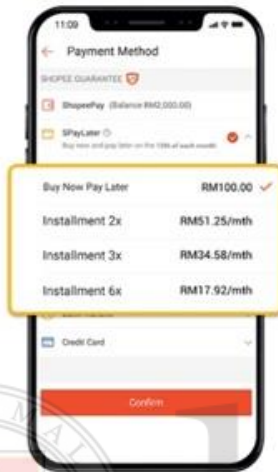 11:09
Payment Method
SHOPEE GUARANTEE
ShopeePay (Balance RM2,000.00)
SPayLater
Buy now and pay later on the 10th of each month
Buy Now Pay Later RM100.00
Installment 2x RM51.25/mth
Installment 3x RM34.58/mth
Installment 6x RM17.92/mth
Credit Card
Confirm